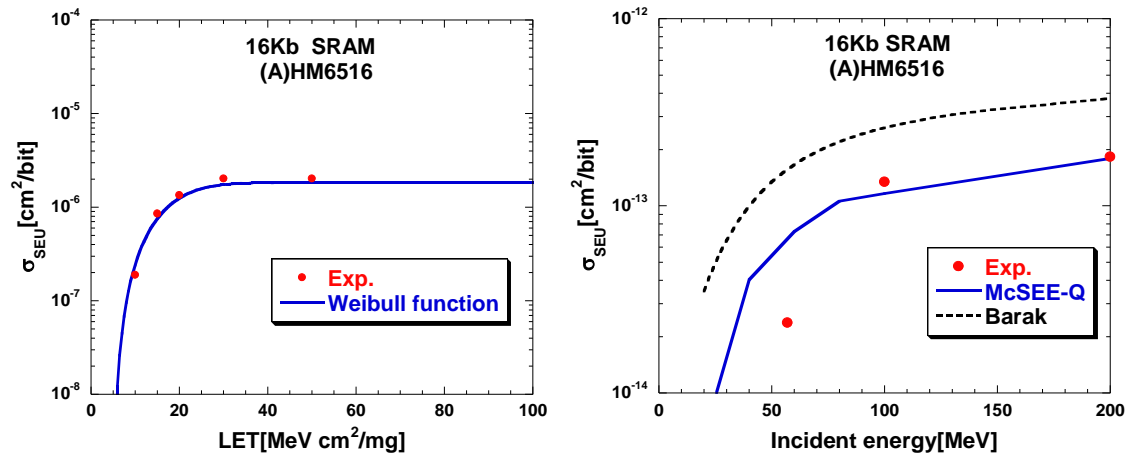 16Kb SRAM
(A)HM6516
10⁻⁴
10⁻⁵
10⁻⁶
10⁻⁷
10⁻⁸
σSEU[cm²/bit]
Exp.
Weibull function
0
20
40
60
80
100
LET[MeV cm²/mg]
16Kb SRAM
(A)HM6516
10⁻¹²
10⁻¹³
10⁻¹⁴
σSEU[cm²/bit]
Exp.
McSEE-Q
Barak
0
50
100
150
200
Incident energy[MeV]